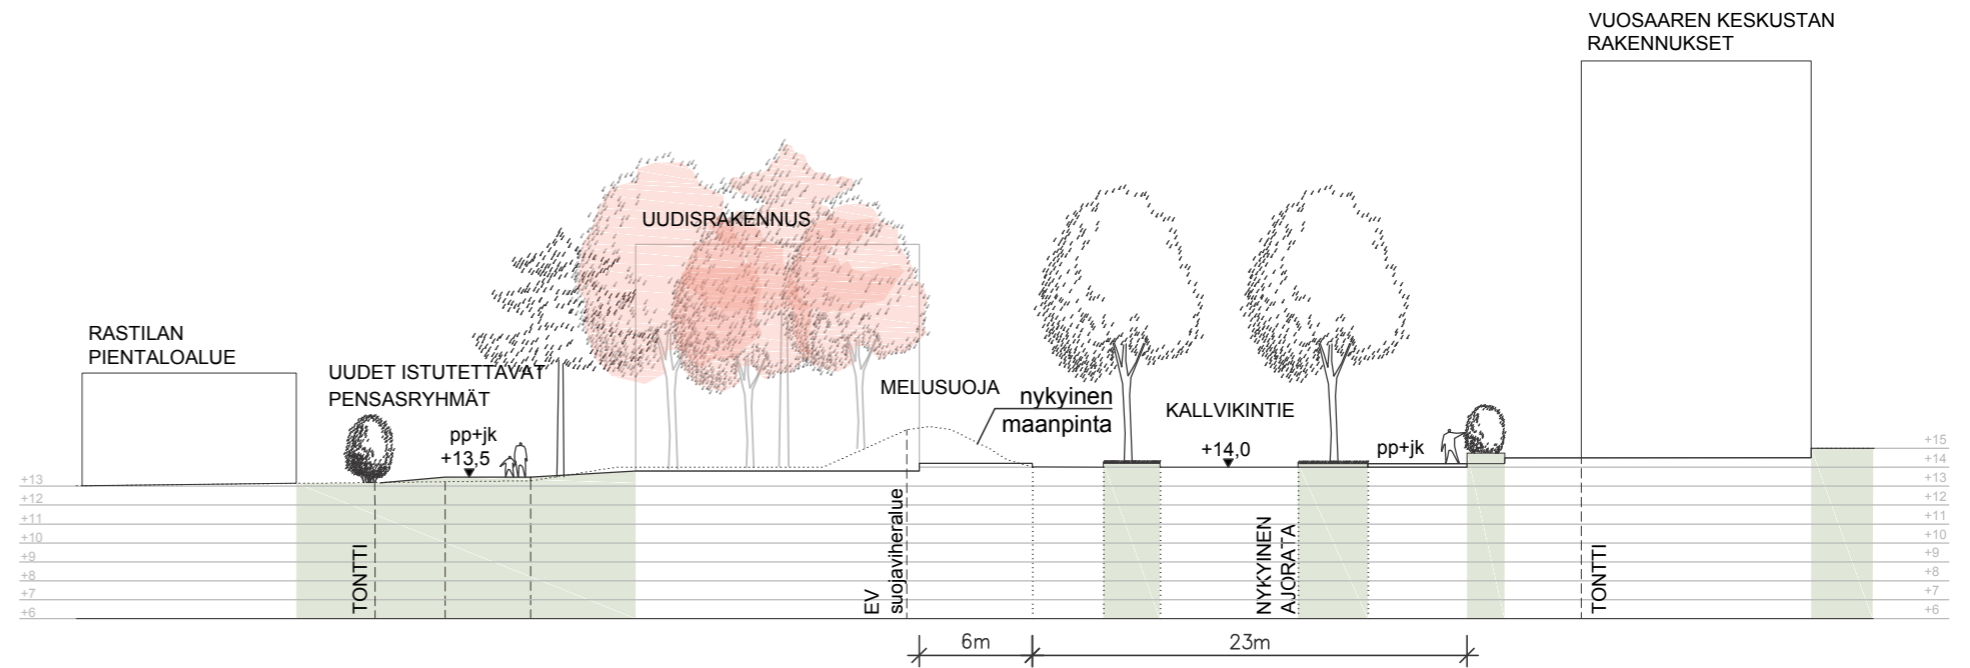 VUOSAAREN KESKUSTAN
RAKENNUKSET
UUDISRAKENNUS
RASTILAN
PIENTALOALUE
UUDET ISTUTETTAVAT
PENSASRYHMÄT
pp+jk
+13,5
MELUSUOJA
nykyinen
maanpinta
KALLVIKINTIE
+14,0
pp+jk
+13
+12
+11
+10
+9
+8
+7
+6
TONTTI
EV
suojaviheralue
NYKYINEN
AJORATA
TONTTI
+15
+14
+13
+12
+11
+10
+9
+8
+7
+6
6m
23m